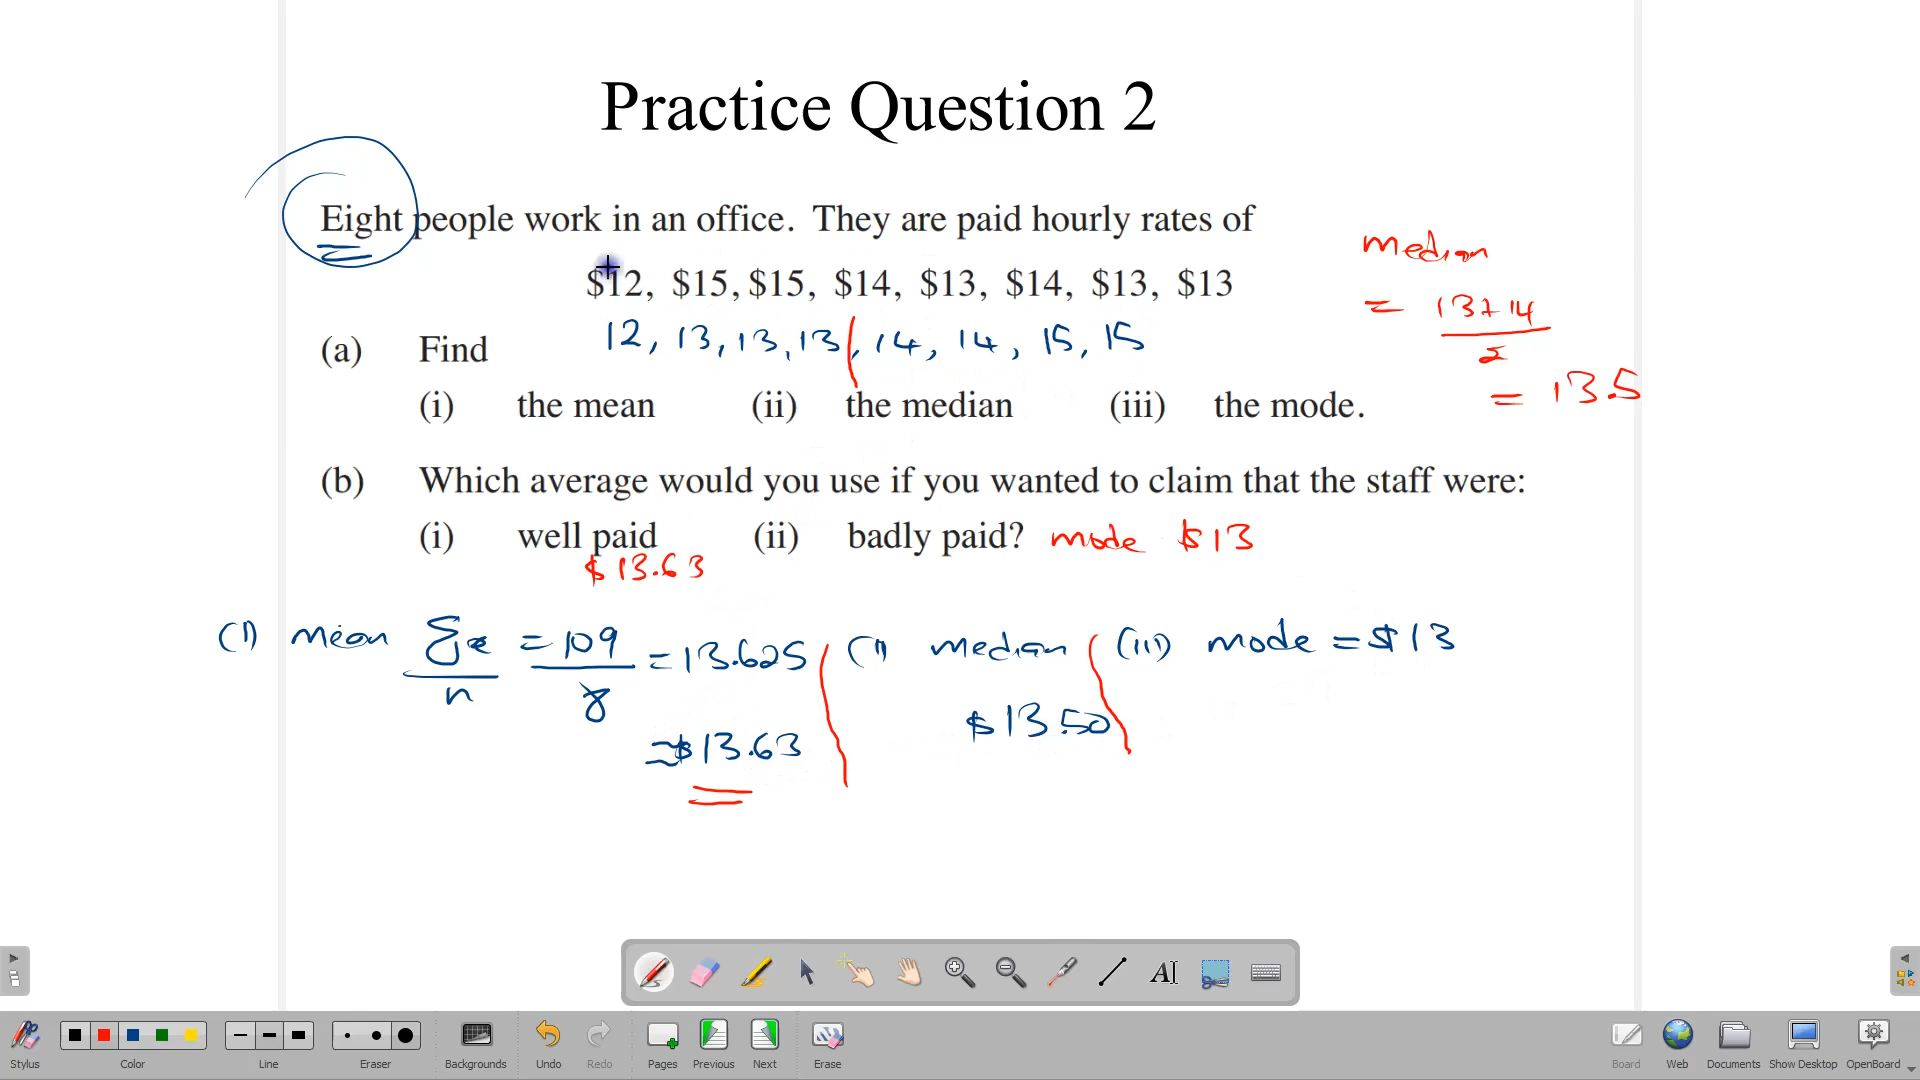 Practice Question 2
Eight people work in an office. They are paid hourly rates of
$12, $15, $15, $14, $13, $14, $13, $13
12, 13, 13, 13, 14, 14, 15, 15
median
= 13+14
2
= 13.5
(a) Find
(i) the mean (ii) the median (iii) the mode.
(b) Which average would you use if you wanted to claim that the staff were:
(i) well paid (ii) badly paid? mode $13
$13.63
(i) mean Σx = 109 = 13.625
n 8
≈$13.63
(i) median
$13.50
(iii) mode = $13
Stylus Color Line Eraser Backgrounds Undo Redo Pages Previous Next Erase Board Web Documents Show Desktop OpenBoard